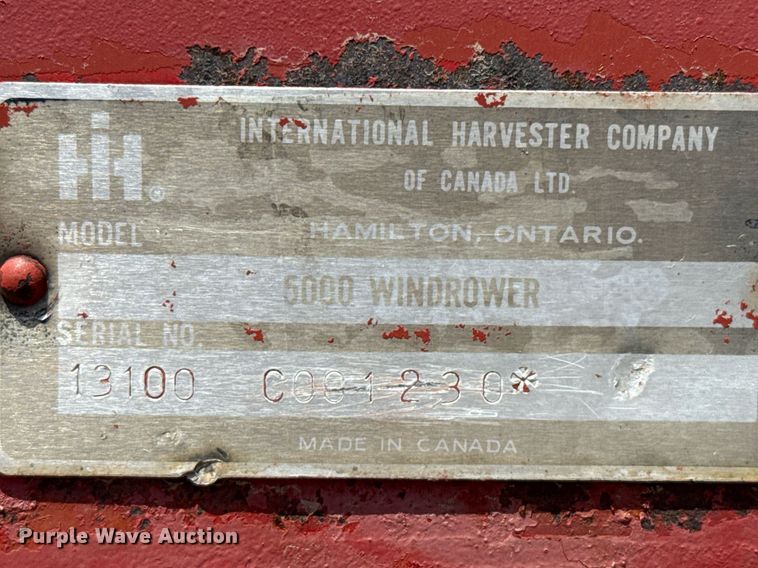 IH®
INTERNATIONAL HARVESTER COMPANY
OF CANADA LTD.
MODEL
HAMILTON, ONTARIO.
5000 WINDROWER
SERIAL NO.
13100 C001230*
MADE IN CANADA
Purple Wave Auction